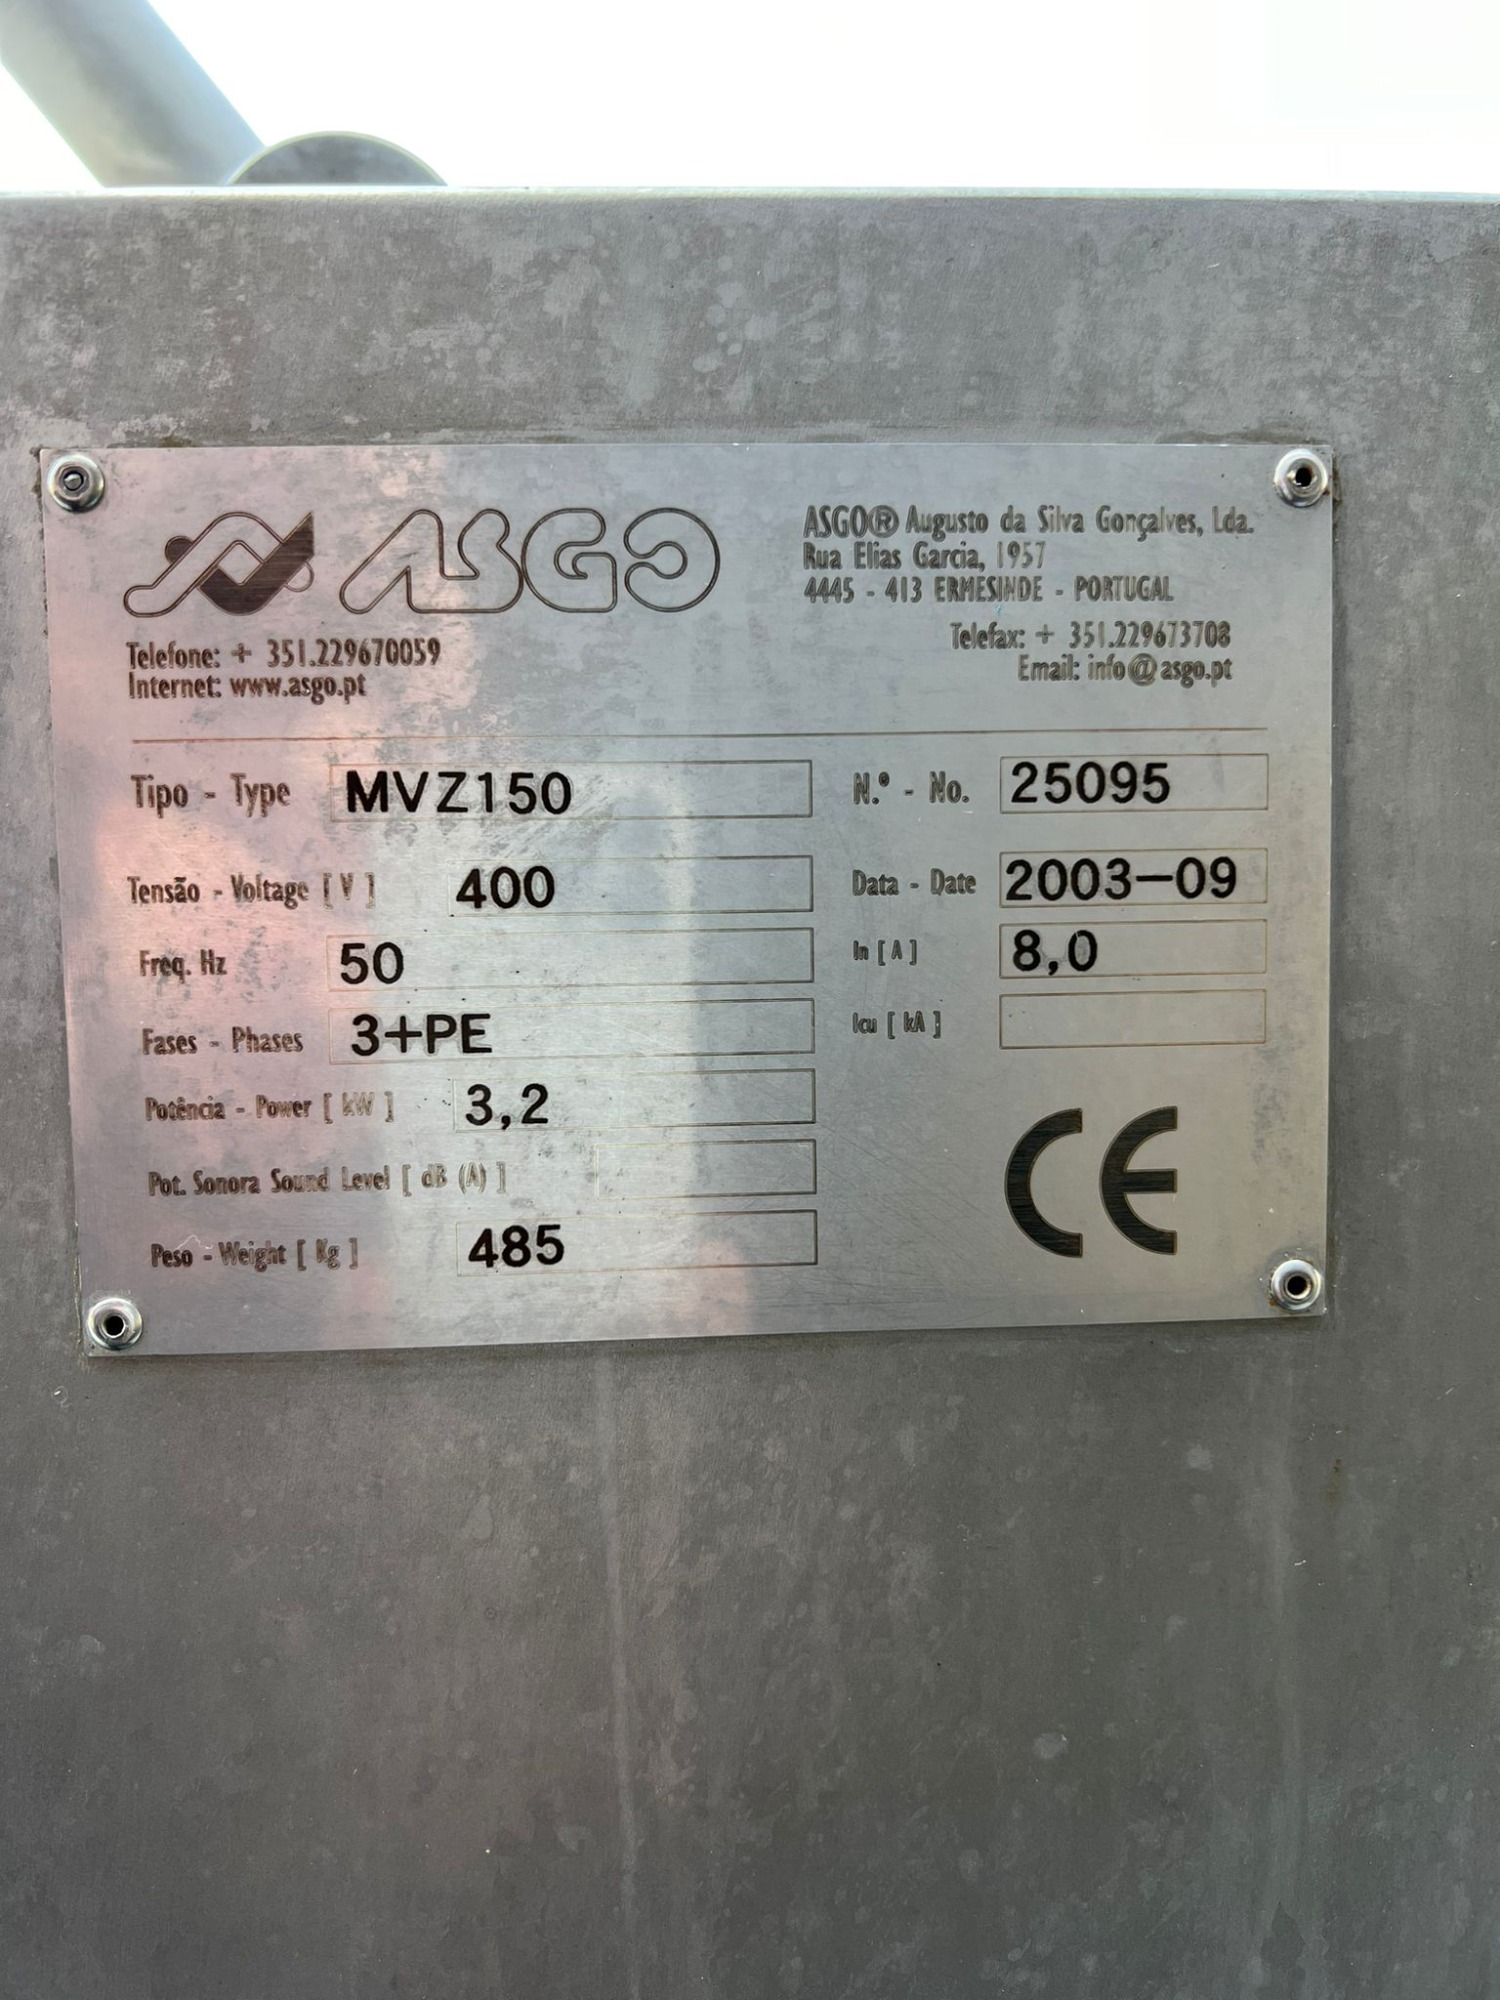 ASGO
ASGO® Augusto da Silva Gonçalves, Lda.
Rua Elias Garcia, 1957
4445 - 413 ERMESINDE - PORTUGAL
Telefone: + 351.229670059
Internet: www.asgo.pt
Telefax: + 351.229673708
Email: info@asgo.pt
Tipo - Type MVZ150
N.º - No. 25095
Tensão - Voltage [ V ] 400
Data - Date 2003-09
Freq. Hz 50
In [ A ] 8,0
Fases - Phases 3+PE
Icu [ kA ]
Potência - Power [ kW ] 3,2
Pot. Sonora Sound Level [ dB (A) ]
Peso - Weight [ Kg ] 485
CE